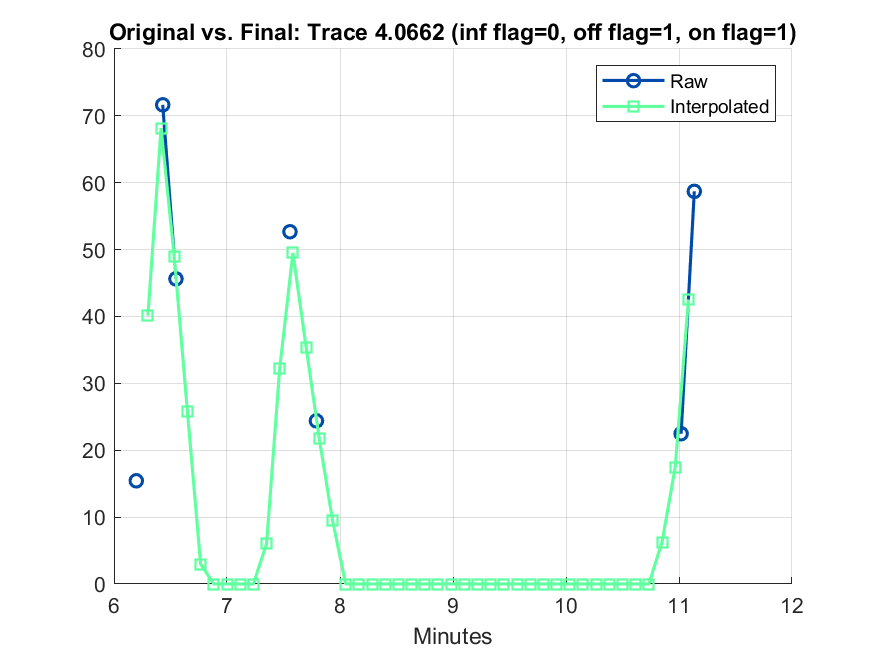 Original vs. Final: Trace 4.0662 (inf flag=0, off flag=1, on flag=1)
80
70
60
50
40
30
20
10
0
Raw
Interpolated
6 7 8 9 10 11 12
Minutes